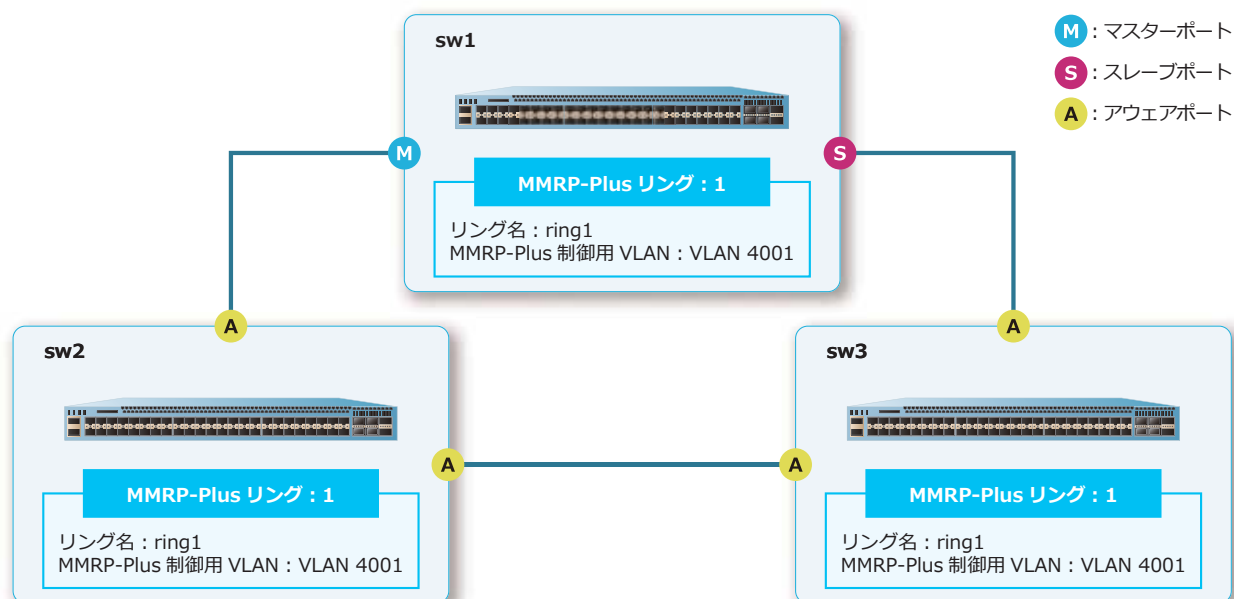 sw1
M : マスターポート
S : スレーブポート
A : アウェアポート
M
S
MMRP-Plus リング : 1
リング名 : ring1
MMRP-Plus 制御用 VLAN : VLAN 4001
A
A
sw2
sw3
A
A
MMRP-Plus リング : 1
リング名 : ring1
MMRP-Plus 制御用 VLAN : VLAN 4001
MMRP-Plus リング : 1
リング名 : ring1
MMRP-Plus 制御用 VLAN : VLAN 4001